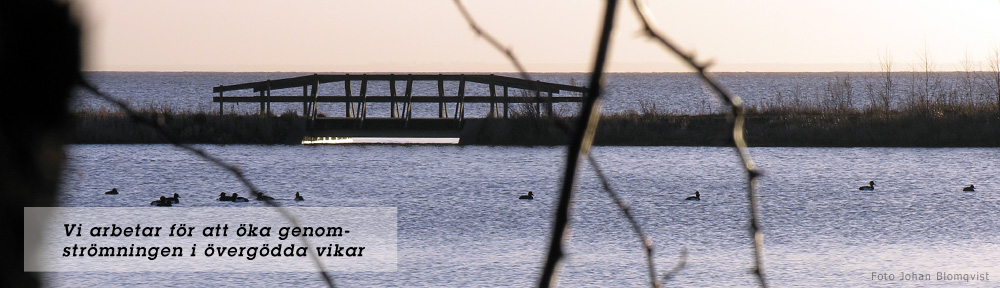 Vi arbetar för att öka genom-
strömningen i övergödda vikar
Foto Johan Blomqvist